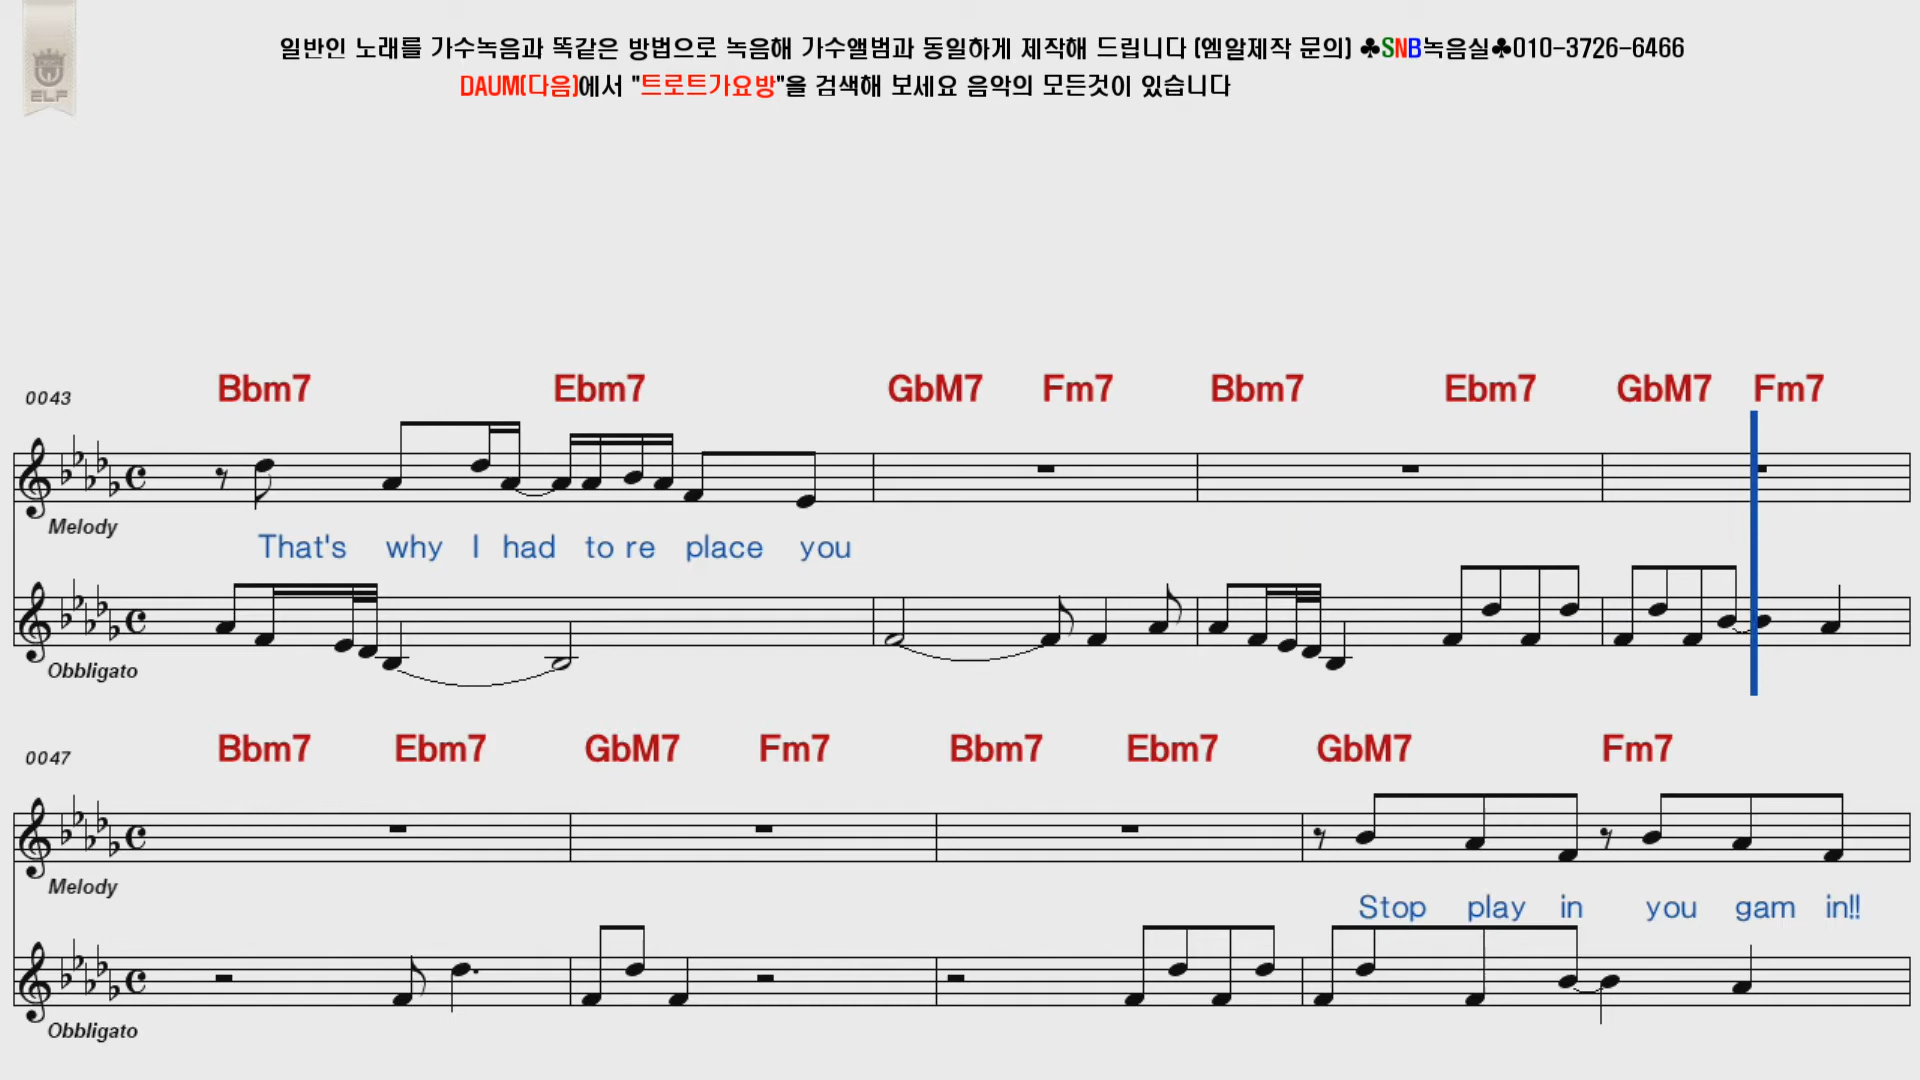 ELF
일반인 노래를 가수녹음과 똑같은 방법으로 녹음해 가수앨범과 동일하게 제작해 드립니다 (엠알제작 문의) ♣SNB녹음실♣010-3726-6466
DAUM(다음)에서 "트로트가요방"을 검색해 보세요 음악의 모든것이 있습니다
0043 Bbm7 Ebm7 GbM7 Fm7 Bbm7 Ebm7 GbM7 Fm7
Melody
That's why I had to re place you
Obbligato
0047 Bbm7 Ebm7 GbM7 Fm7 Bbm7 Ebm7 GbM7 Fm7
Melody
Stop play in you gam in!!
Obbligato